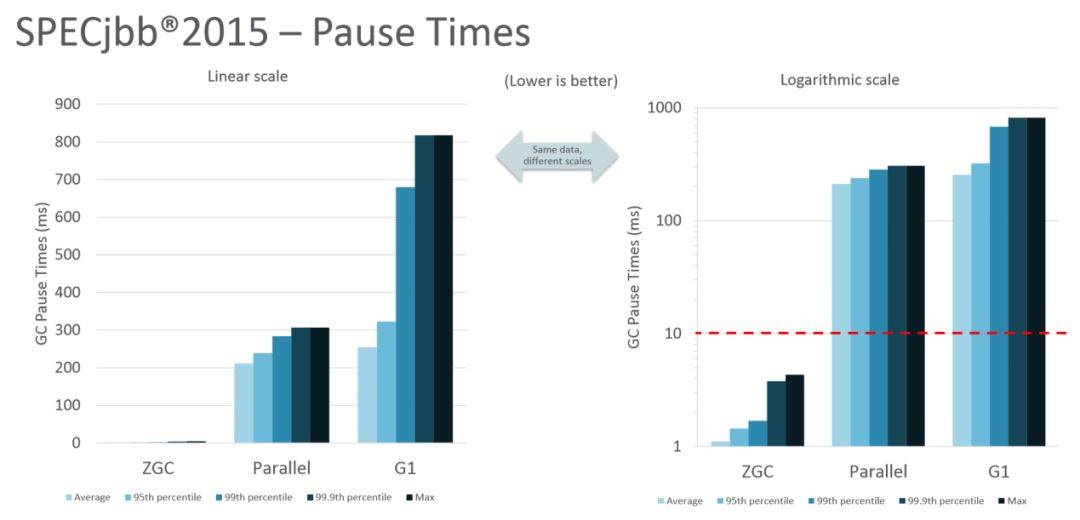 SPECjbb®2015 – Pause Times
Linear scale
(Lower is better)
Logarithmic scale
Same data,
different scales
GC Pause Times (ms)
900
800
700
600
500
400
300
200
100
0
ZGC
Parallel
G1
Average
95th percentile
99th percentile
99.9th percentile
Max
GC Pause Times (ms)
1000
100
10
1
ZGC
Parallel
G1
Average
95th percentile
99th percentile
99.9th percentile
Max